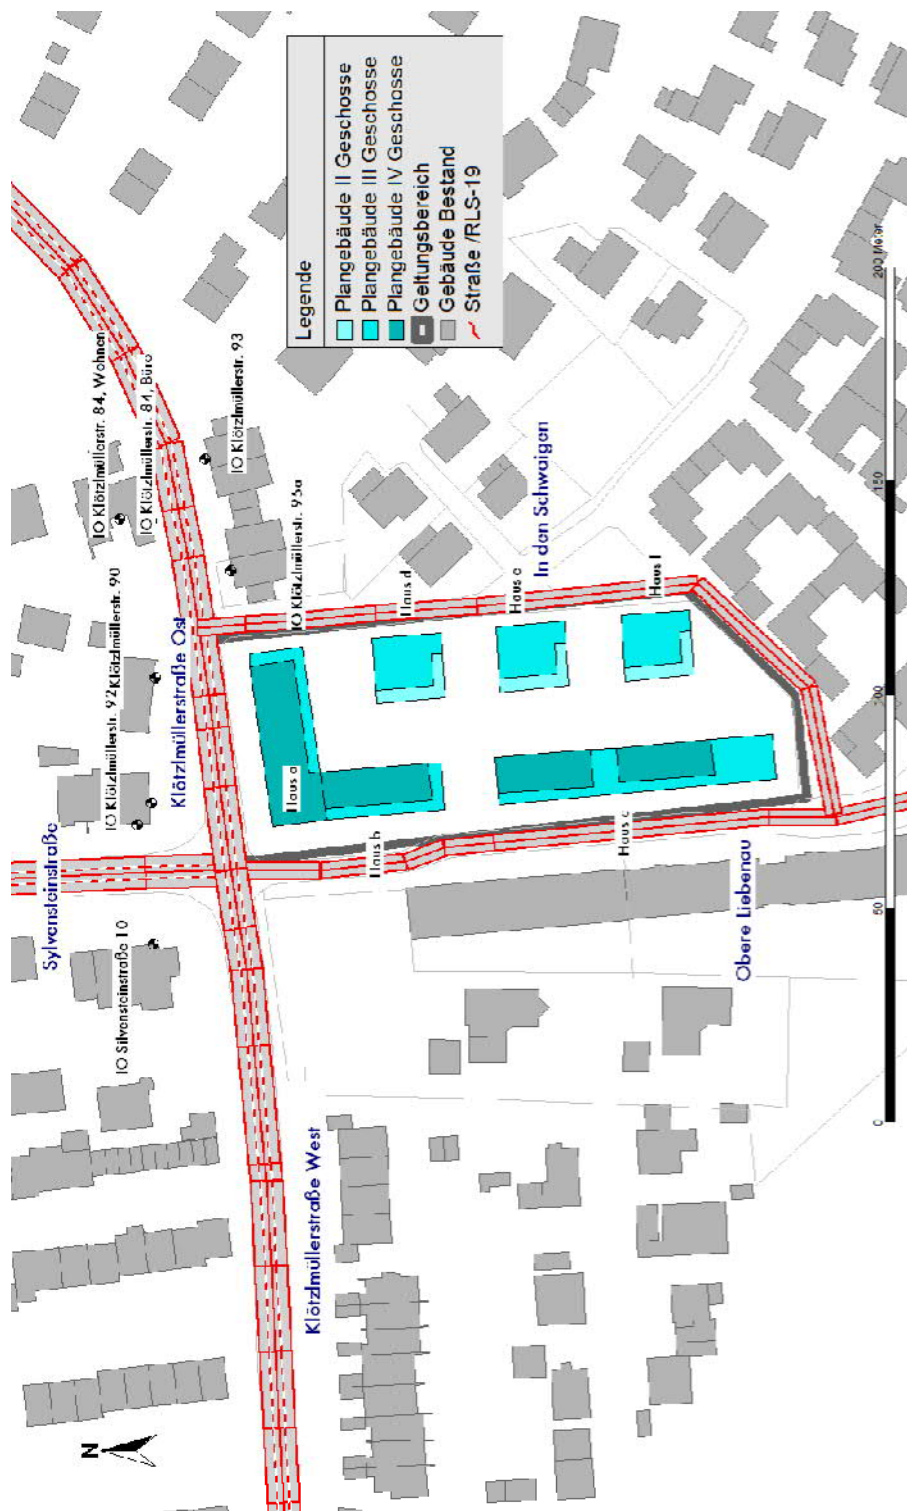 Legende
Plangebäude II Geschosse
Plangebäude III Geschosse
Plangebäude IV Geschosse
Geltungsbereich
Gebäude Bestand
Straße /RLS-19
IO Klötzlmüllerstr. 84, Wohnen
IO Klötzlmüllerstr. 84, Büro
IO Klötzlmüllerstr. 93
Klötzlmüllerstr. 90
IO Klötzlmüllerstr. 92
IO Klötzlmüllerstr. 95a
Klötzlmüllerstraße Ost
Sylvensteinstraße
IO Silvensteinstraße 10
Klötzlmüllerstraße West
In den Schwaigen
Obere Liebenau
Haus a
Haus b
Haus c
Haus d
Haus e
Haus f
N
0
50
100
150
200 Meter